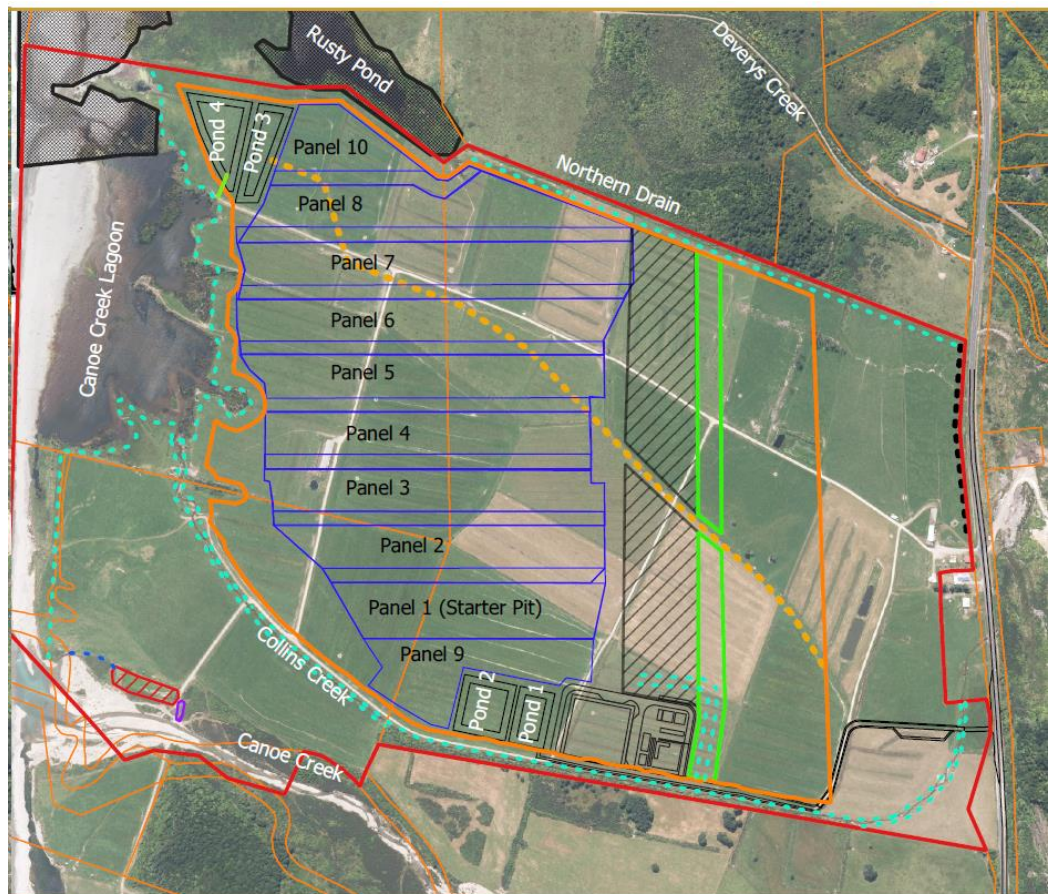 Rusty Pond
Deverys Creek
Pond 4
Pond 3
Panel 10
Northern Drain
Panel 8
Canoe Creek Lagoon
Panel 7
Panel 6
Panel 5
Panel 4
Panel 3
Panel 2
Panel 1 (Starter Pit)
Collins Creek
Panel 9
Pond 2
Pond 1
Canoe Creek